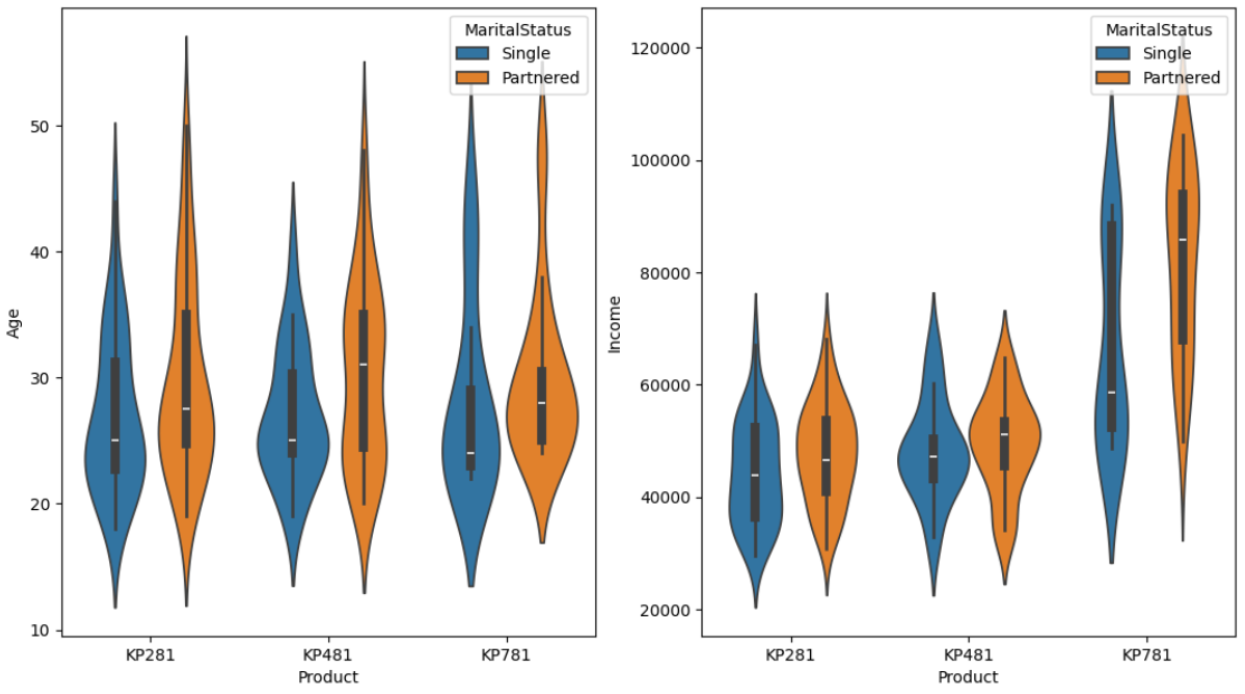 MaritalStatus
Single
Partnered
50
40
30
20
10
Age
KP281
KP481
KP781
Product
MaritalStatus
Single
Partnered
120000
100000
80000
60000
40000
20000
Income
KP281
KP481
KP781
Product